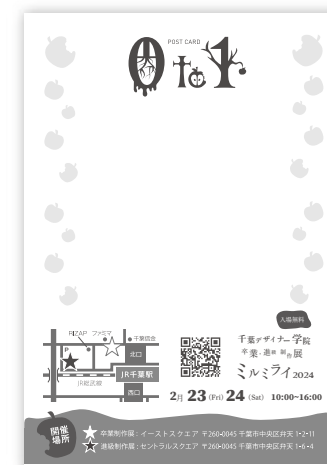 POST CARD
0 to 1
RIZAP ファミマ
千葉信金
P
北口
JR千葉駅
JR総武線
西口
入場無料
千葉デザイナー学院
卒業・進級 制作展
ミルミライ2024
2月 23 (Fri) 24 (Sat) 10:00~16:00
開催
場所
卒業制作展：イーストスクエア 〒260-0045 千葉市中央区弁天 1-2-11
進級制作展：セントラルスクエア 〒260-0045 千葉市中央区弁天 1-6-4